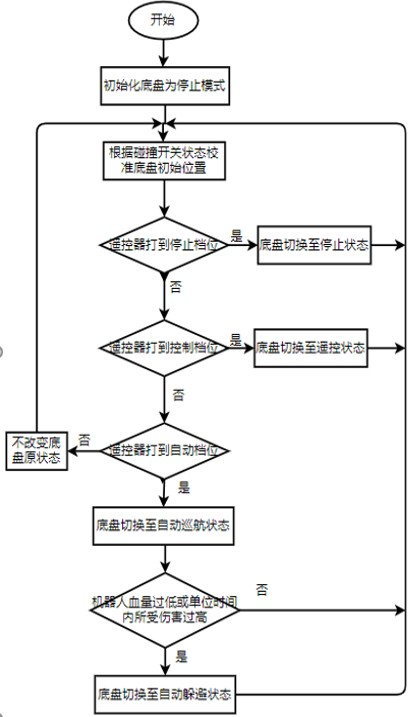 开始
初始化底盘为停止模式
根据碰撞开关状态校
准底盘初始位置
遥控器打到停止档位
是
底盘切换至停止状态
否
遥控器打到控制档位
是
底盘切换至遥控状态
否
遥控器打到自动档位
否
不改变底
盘原状态
是
底盘切换至自动巡航状态
机器人血量过低或单位时间
内所受伤害过高
否
是
底盘切换至自动躲避状态